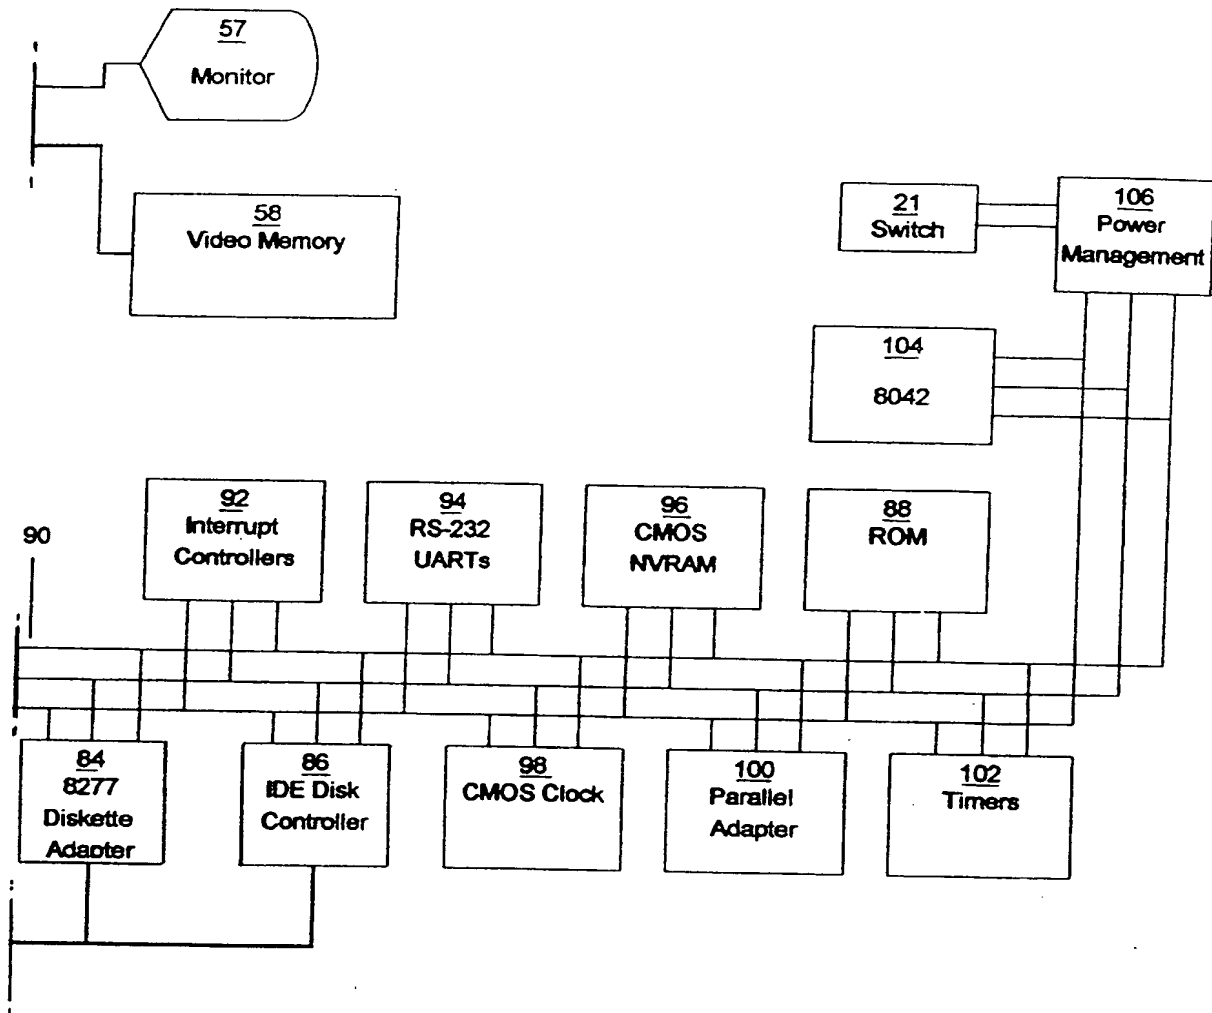 57
Monitor
58
Video Memory
21
Switch
106
Power
Management
104
8042
90
92
Interrupt
Controllers
94
RS-232
UARTs
96
CMOS
NVRAM
88
ROM
84
8277
Diskette
Adapter
86
IDE Disk
Controller
98
CMOS Clock
100
Parallel
Adapter
102
Timers